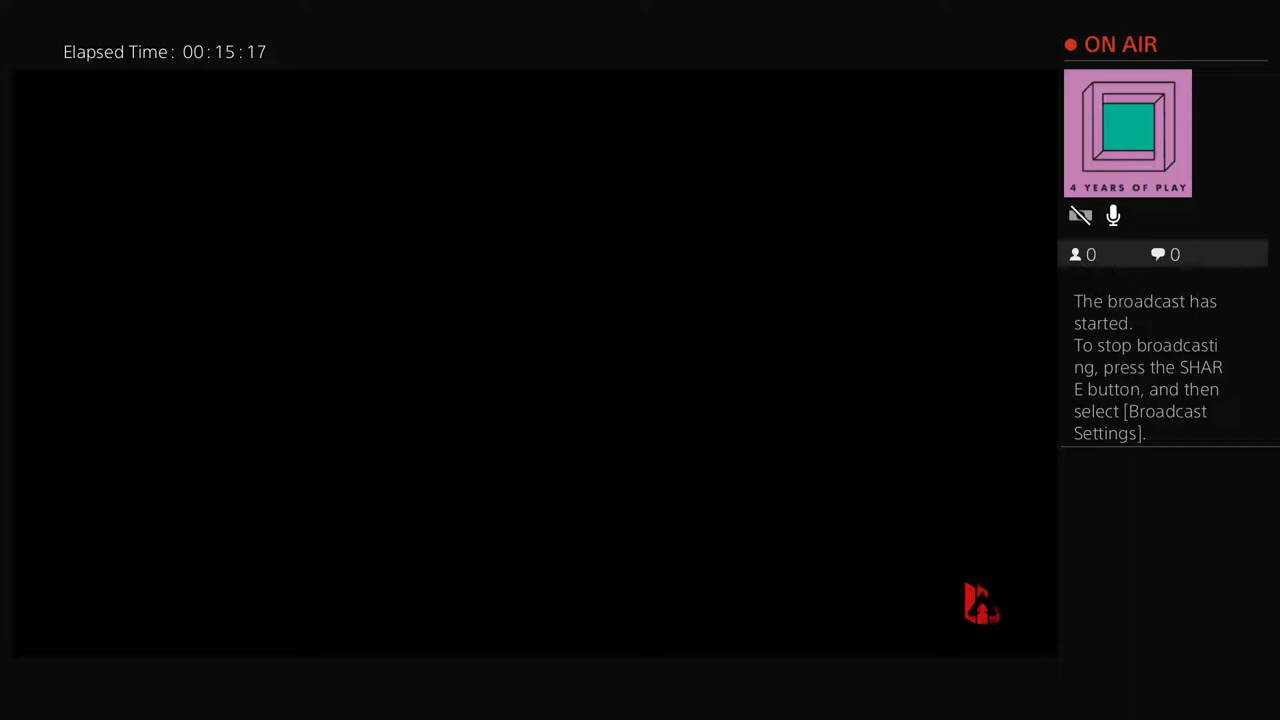 Elapsed Time: 00:15:17
ON AIR
4 YEARS OF PLAY
0 0
The broadcast has
started.
To stop broadcasti
ng, press the SHAR
E button, and then
select [Broadcast
Settings].